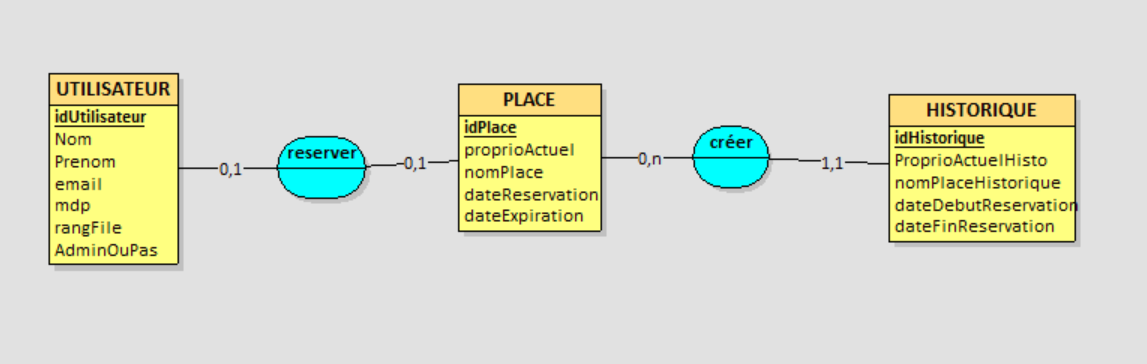 UTILISATEUR
idUtilisateur
Nom
Prenom
email
mdp
rangFile
AdminOuPas
0,1
reserver
0,1
PLACE
idPlace
proprioActuel
nomPlace
dateReservation
dateExpiration
0,n
créer
1,1
HISTORIQUE
idHistorique
ProprioActuelHisto
nomPlaceHistorique
dateDebutReservation
dateFinReservation